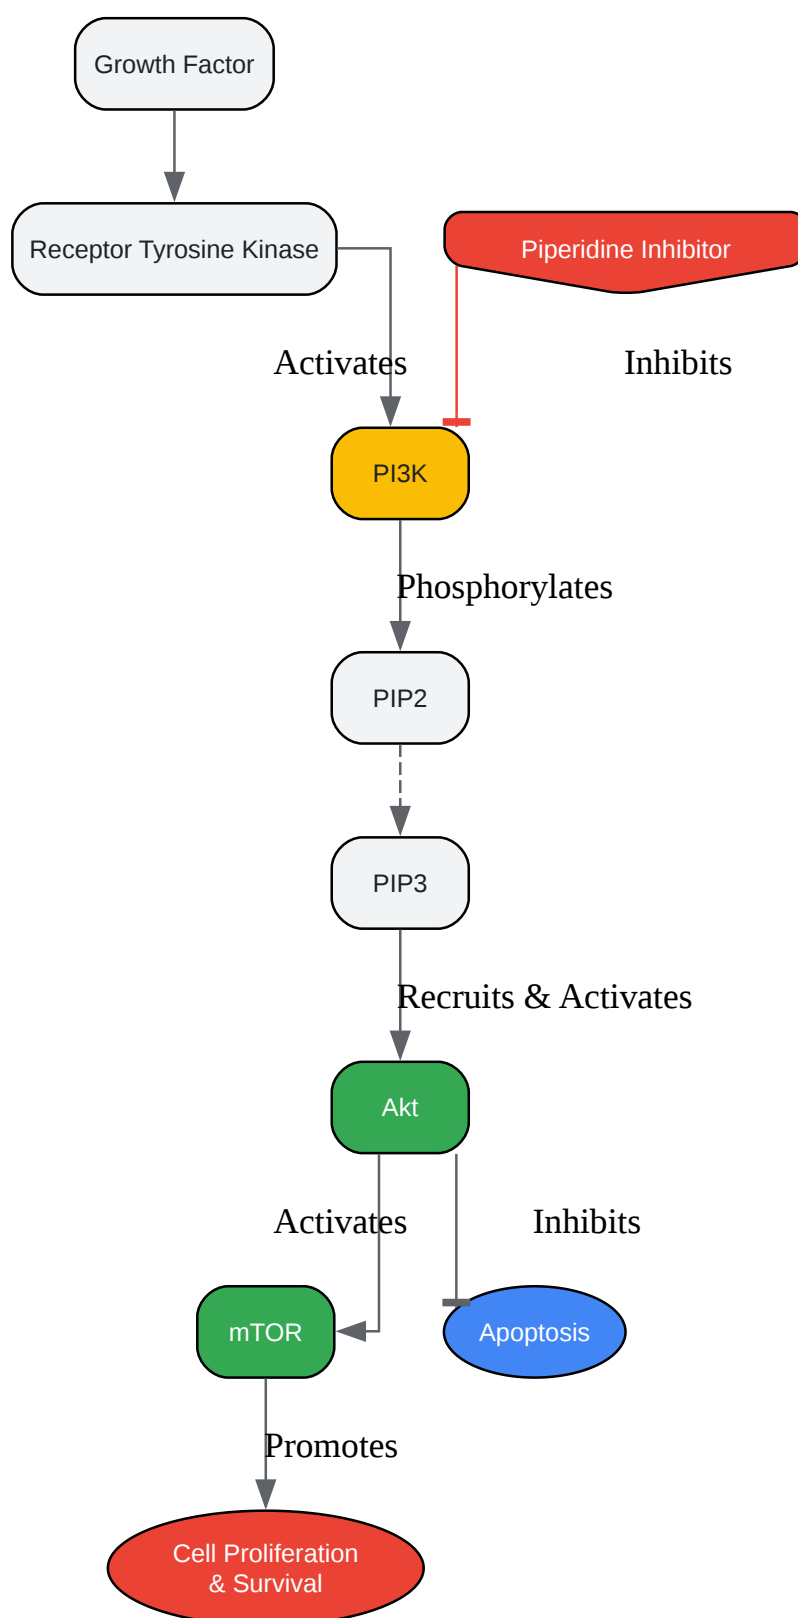 Growth Factor
Receptor Tyrosine Kinase
Piperidine Inhibitor
Activates
Inhibits
PI3K
Phosphorylates
PIP2
PIP3
Recruits & Activates
Akt
Activates
Inhibits
mTOR
Apoptosis
Promotes
Cell Proliferation
& Survival